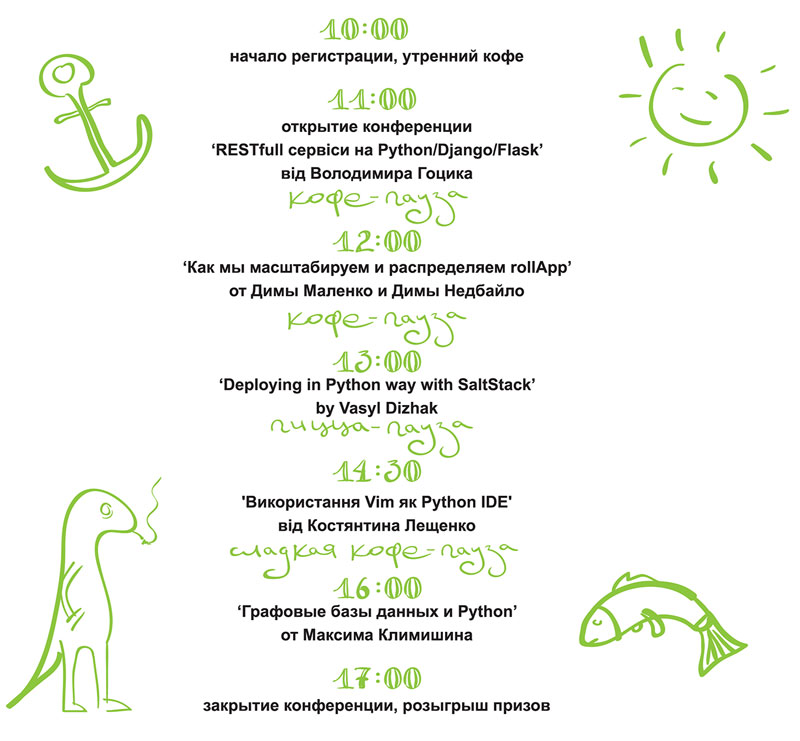 10:00
начало регистрации, утренний кофе
11:00
открытие конференции
‘RESTfull сервіси на Python/Django/Flask’
від Володимира Гоцика
кофе-пауза
12:00
‘Как мы масштабируем и распределяем rollApp’
от Димы Маленко и Димы Недбайло
кофе-пауза
13:00
‘Deploying in Python way with SaltStack’
by Vasyl Dizhak
пицца-пауза
14:30
'Використання Vim як Python IDE'
від Костянтина Лещенко
сладкая кофе-пауза
16:00
‘Графовые базы данных и Python’
от Максима Климишина
17:00
закрытие конференции, розыгрыш призов